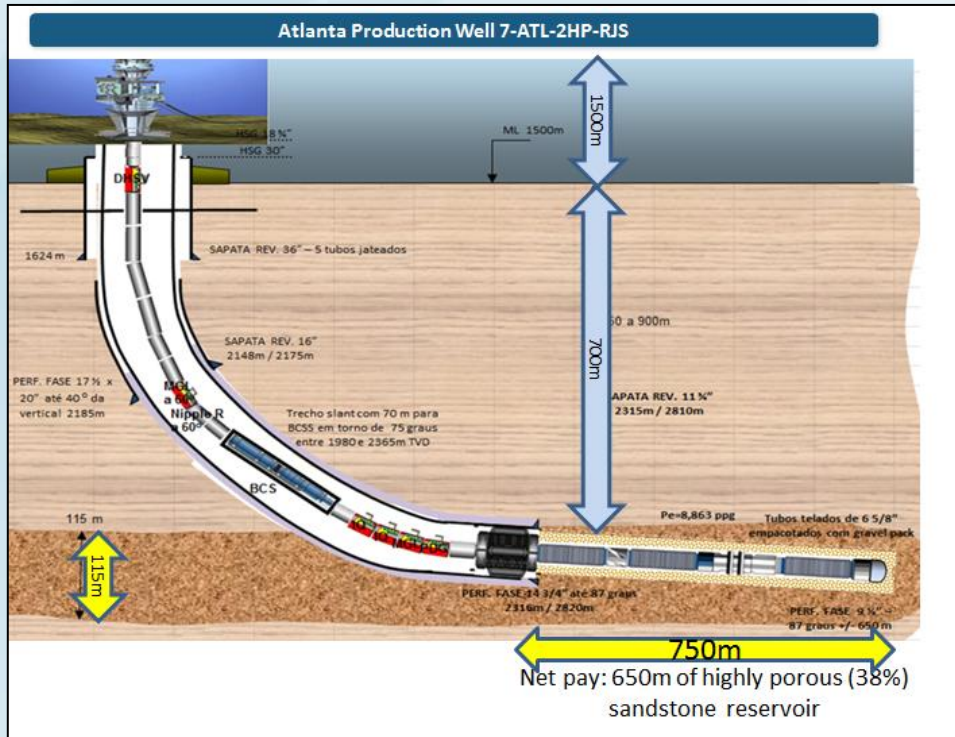 Atlanta Production Well 7-ATL-2HP-RJS
1500m
HSG 18 ¾"
HSG 30"
ML 1500m
DHSV
1624 m
SAPATA REV. 36" – 5 tubos jateados
SAPATA REV. 16"
2148m / 2175m
700m
60 a 900m
PERF. FASE 17 ½ x
20" até 40 º da
vertical 2185m
MGL
a 60º
Nipple R
a 60º
Trecho slant com 70 m para
BCSS em torno de 75 graus
entre 1980 e 2365m TVD
APATA REV. 11 ¾"
2315m / 2810m
BCS
115 m
115m
Pe=8,863 ppg
Tubos telados de 6 5/8"
empacotados com gravel pack
PERF. FASE 14 3/4" até 87 graus
2316m / 2820m
PERF. FASE 9 ½" –
87 graus +/- 650 m
750m
Net pay: 650m of highly porous (38%)
sandstone reservoir